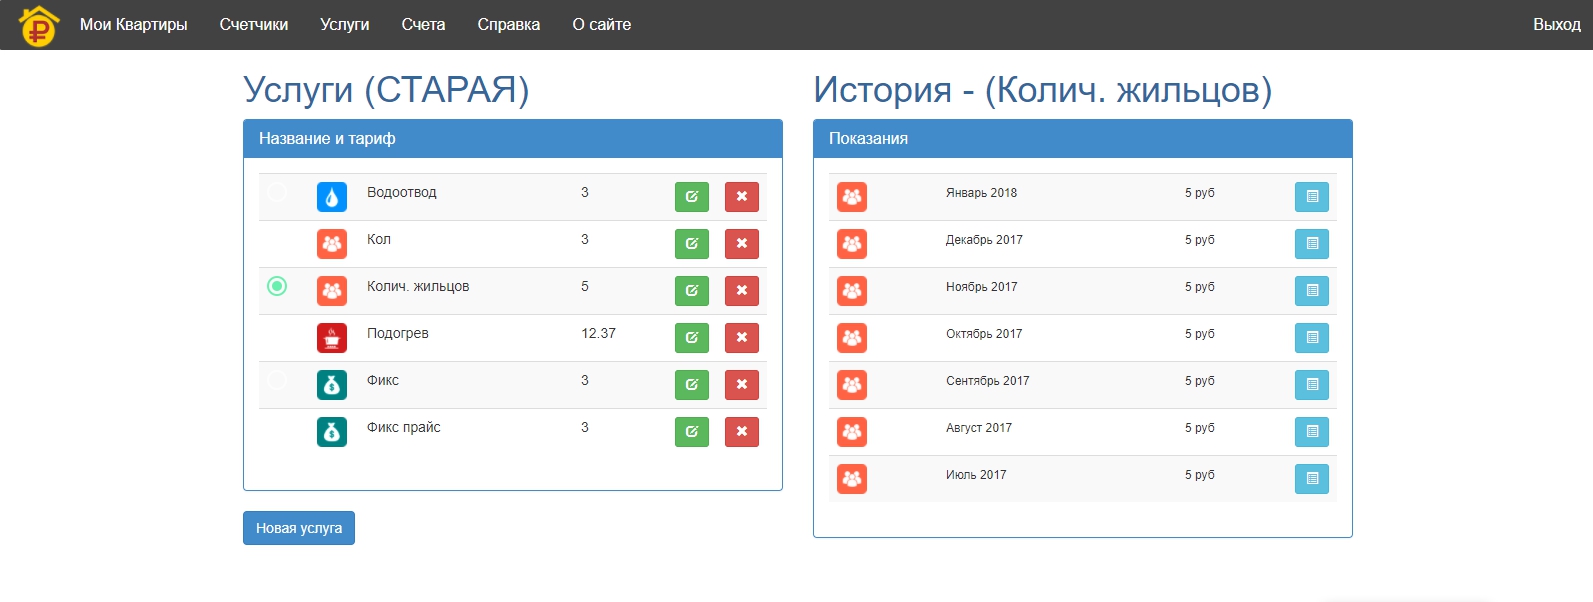 Мои Квартиры Счетчики Услуги Счета Справка О сайте Выход
Услуги (СТАРАЯ)
Название и тариф
Водоотвод 3
Кол 3
Колич. жильцов 5
Подогрев 12.37
Фикс 3
Фикс прайс 3
Новая услуга
История - (Колич. жильцов)
Показания
Январь 2018 5 руб
Декабрь 2017 5 руб
Ноябрь 2017 5 руб
Октябрь 2017 5 руб
Сентябрь 2017 5 руб
Август 2017 5 руб
Июль 2017 5 руб